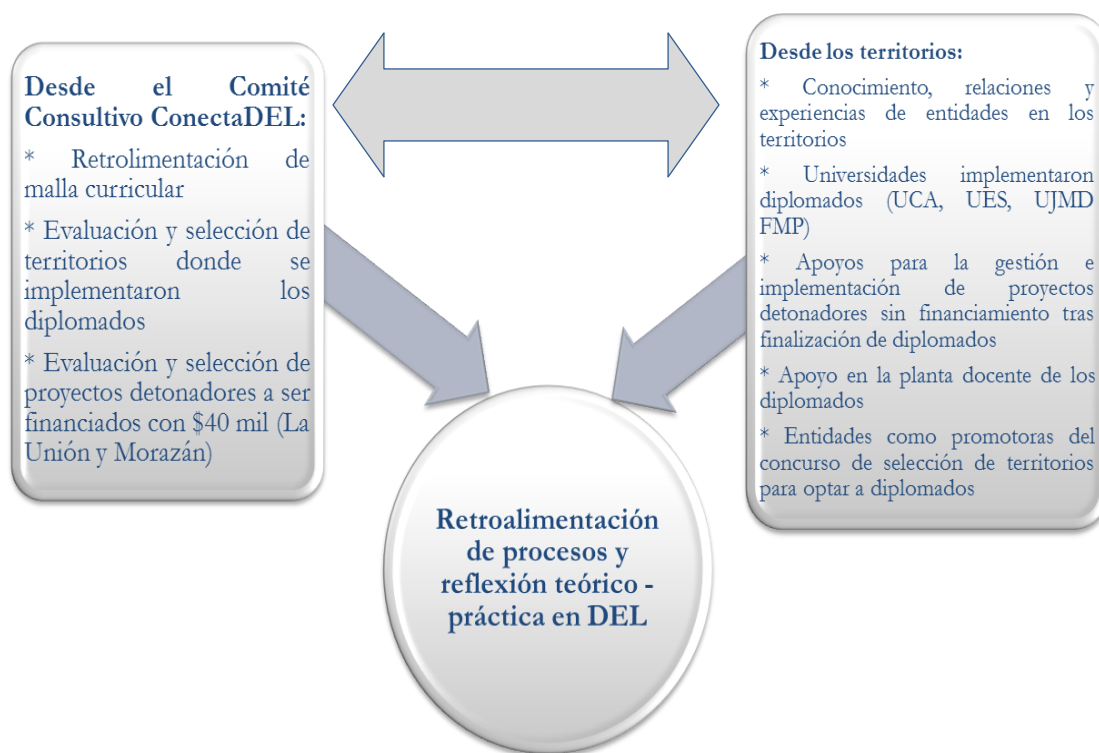 Desde el Comité
Consultivo ConectaDEL:
* Retrolimentación de
malla curricular
* Evaluación y selección de
territorios donde se
implementaron los
diplomados
* Evaluación y selección de
proyectos detonadores a ser
financiados con $40 mil (La
Unión y Morazán)
Desde los territorios:
* Conocimiento, relaciones y
experiencias de entidades en los
territorios
* Universidades implementaron
diplomados (UCA, UES, UJMD
FMP)
* Apoyos para la gestión e
implementación de proyectos
detonadores sin financiamiento tras
finalización de diplomados
* Apoyo en la planta docente de los
diplomados
* Entidades como promotoras del
concurso de selección de territorios
para optar a diplomados
Retroalimentación
de procesos y
reflexión teórico -
práctica en DEL